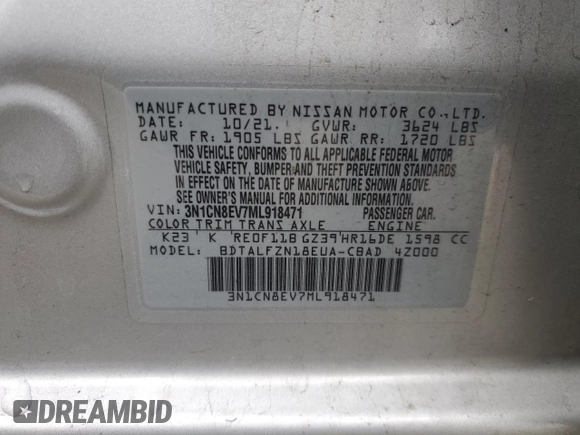 MANUFACTURED BY NISSAN MOTOR CO., LTD.
DATE: 10/21. GVWR: 3624 LBS
GAWR FR: 1905 LBS GAWR RR: 1720 LBS
THIS VEHICLE CONFORMS TO ALL APPLICABLE FEDERAL MOTOR
VEHICLE SAFETY, BUMPER AND THEFT PREVENTION STANDARDS
IN EFFECT ON THE DATE OF MANUFACTURE SHOWN ABOVE.
SEE OWNER'S MANUAL FOR ADDITIONAL INFORMATION.
VIN: 3N1CN8EV7ML918471 PASSENGER CAR.
COLOR TRIM TRANS AXLE ENGINE
K23' K 'RE0F11B GZ39'HR16DE 1598 CC
MODEL: BDTALFZN18EUA-CBAD 4Z000
3N1CN8EV7ML918471
DREAMBID